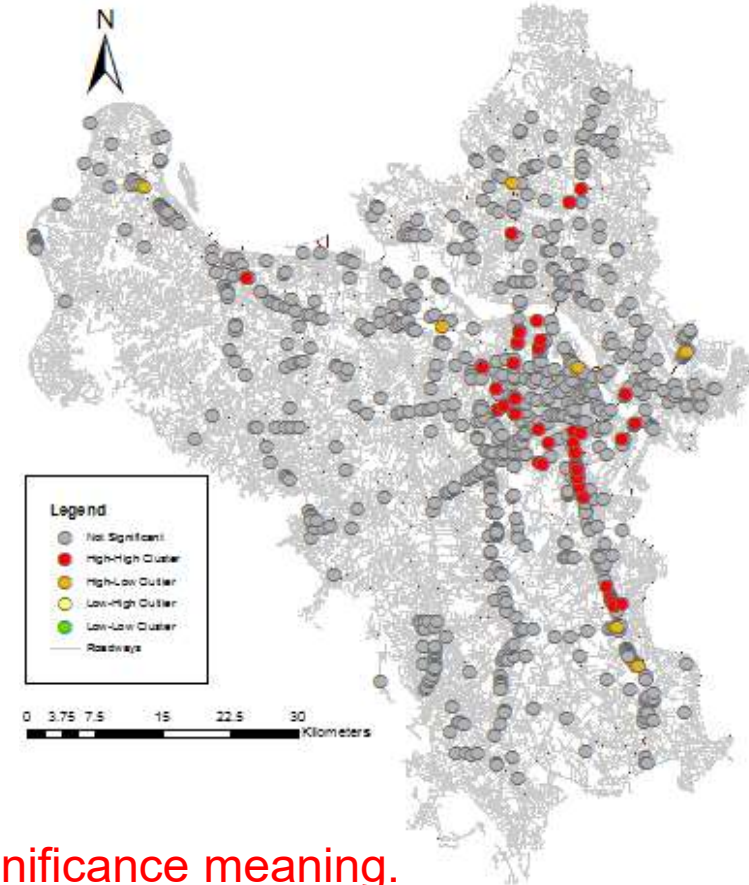 N
Legend
Not Significant
High-High Cluster
High-Low Outlier
Low-High Outlier
Low-Low Cluster
Roadways
0 3.75 7.5 15 22.5 30
Kilometers
nificance meaning.